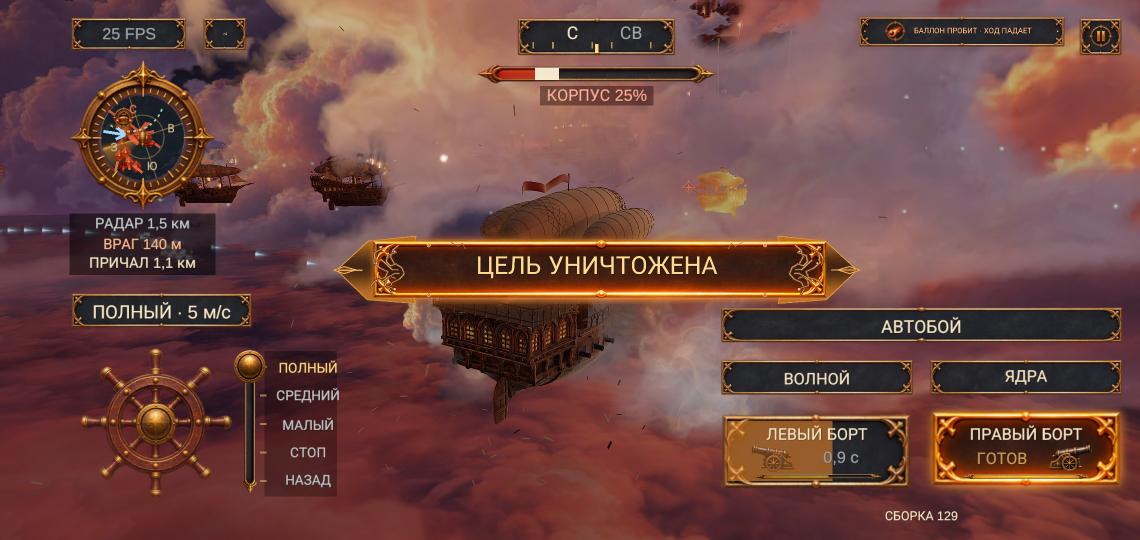 25 FPS
С СВ
БАЛЛОН ПРОБИТ · ХОД ПАДАЕТ
КОРПУС 25%
С
В
З
Ю
РАДАР 1,5 км
ВРАГ 140 м
ПРИЧАЛ 1,1 км
ЦЕЛЬ УНИЧТОЖЕНА
ПОЛНЫЙ · 5 м/с
АВТОБОЙ
ПОЛНЫЙ
СРЕДНИЙ
МАЛЫЙ
СТОП
НАЗАД
ВОЛНОЙ
ЯДРА
ЛЕВЫЙ БОРТ
0,9 с
ПРАВЫЙ БОРТ
ГОТОВ
СБОРКА 129